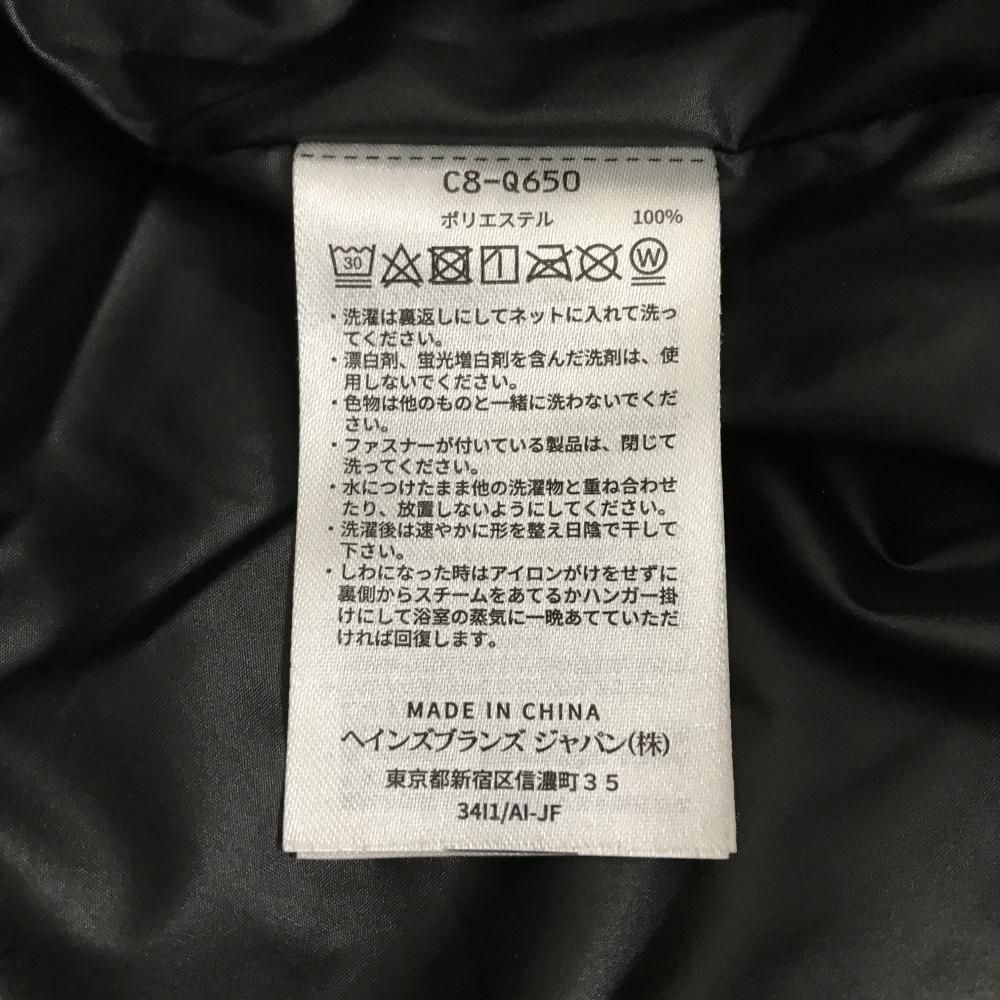 C8-Q650
ポリエステル 100%
30 W
・洗濯は裏返しにしてネットに入れて洗っ
てください。
・漂白剤、蛍光増白剤を含んだ洗剤は、使
用しないでください。
・色物は他のものと一緒に洗わないでくだ
さい。
・ファスナーが付いている製品は、閉じて
洗ってください。
・水につけたまま他の洗濯物と重ね合わせ
たり、放置しないようにしてください。
・洗濯後は速やかに形を整え日陰で干して
下さい。
・しわになった時はアイロンがけをせずに
裏側からスチームをあてるかハンガー掛
けにして浴室の蒸気に一晩あてていただ
ければ回復します。
MADE IN CHINA
ヘインズブランズ ジャパン(株)
東京都新宿区信濃町３５
34I1/AI-JF